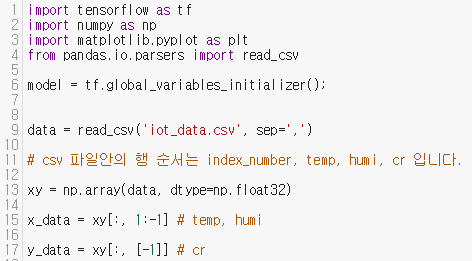 1 import tensorflow as tf
2 import numpy as np
3 import matplotlib.pyplot as plt
4 from pandas.io.parsers import read_csv
5
6 model = tf.global_variables_initializer();
7
8
9 data = read_csv('iot_data.csv', sep=',')
10
11 # csv 파일안의 행 순서는 index_number, temp, humi, cr 입니다.
12
13 xy = np.array(data, dtype=np.float32)
14
15 x_data = xy[:, 1:-1] # temp, humi
16
17 y_data = xy[:, [-1]] # cr